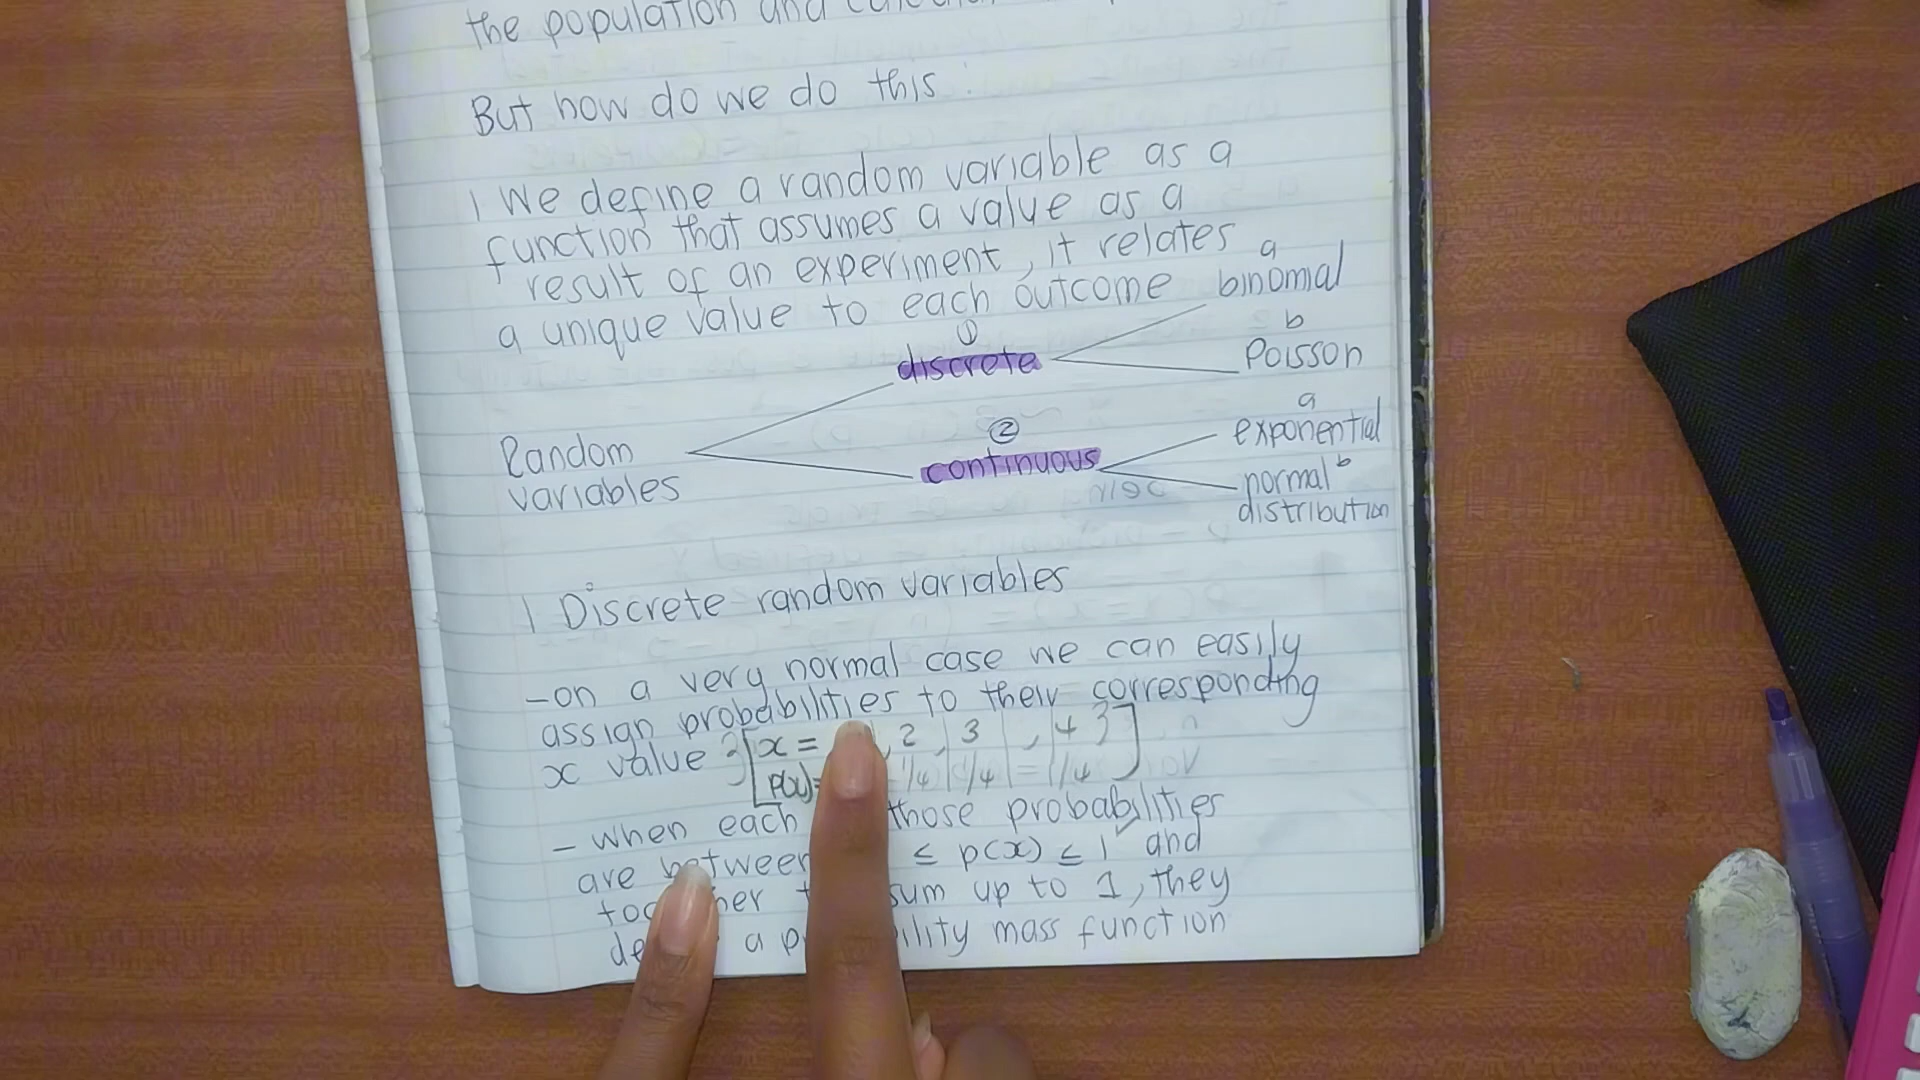 the population and
But how do we do this :
1 We define a random variable as a
function that assumes a value as a
result of an experiment, it relates
a unique value to each outcome
① discrete
a binomial
b Poisson
Random variables
② continuous
a exponential
normal b distribution
1 Discrete random variables
- on a very normal case we can easily
assign probabilities to their corresponding
x value [x = , 2 , 3 , 4 }]
[P(x)= 1/4 1/4 = 1/4 ]
- when each those probabilities
are between ≤ p(x) ≤ 1 and
sum up to 1, they
a mass function